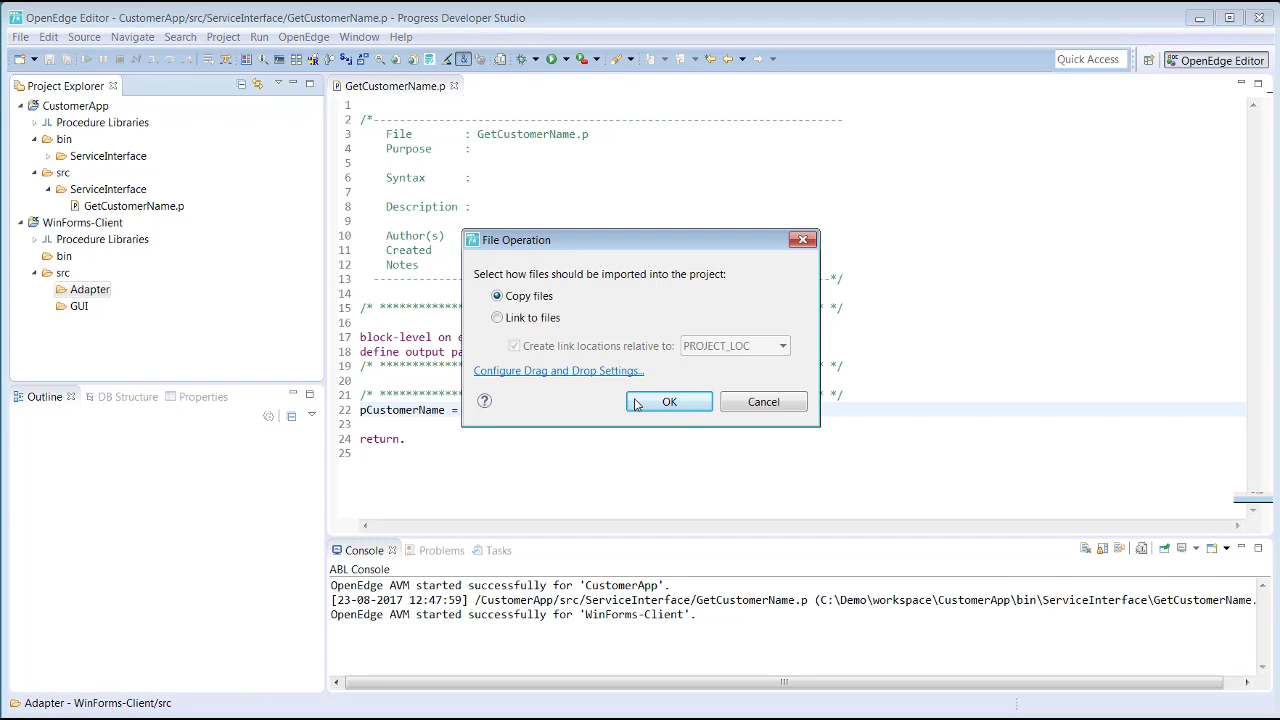 OpenEdge Editor - CustomerApp/src/ServiceInterface/GetCustomerName.p - Progress Developer Studio
File Edit Source Navigate Search Project Run OpenEdge Window Help
Quick Access
OpenEdge Editor
Project Explorer
CustomerApp
Procedure Libraries
bin
ServiceInterface
src
ServiceInterface
GetCustomerName.p
WinForms-Client
Procedure Libraries
bin
src
Adapter
GUI
Outline DB Structure Properties
GetCustomerName.p
1
2 /*------------------------------------------------------------------------
3 File : GetCustomerName.p
4 Purpose :
5
6 Syntax :
7
8 Description :
9
10 Author(s)
11 Created
12 Notes
13 ----------------------------------------------------------------------*/
14
15 /* *************** */
16
17 block-level on e
18 define output pa
19 /* *************** */
20
21 /* *************** */
22 pCustomerName =
23
24 return.
25
File Operation
Select how files should be imported into the project:
Copy files
Link to files
Create link locations relative to: PROJECT_LOC
Configure Drag and Drop Settings...
OK Cancel
Console Problems Tasks
ABL Console
OpenEdge AVM started successfully for 'CustomerApp'.
[23-08-2017 12:47:59] /CustomerApp/src/ServiceInterface/GetCustomerName.p (C:\Demo\workspace\CustomerApp\bin\ServiceInterface\GetCustomerName.
OpenEdge AVM started successfully for 'WinForms-Client'.
Adapter - WinForms-Client/src